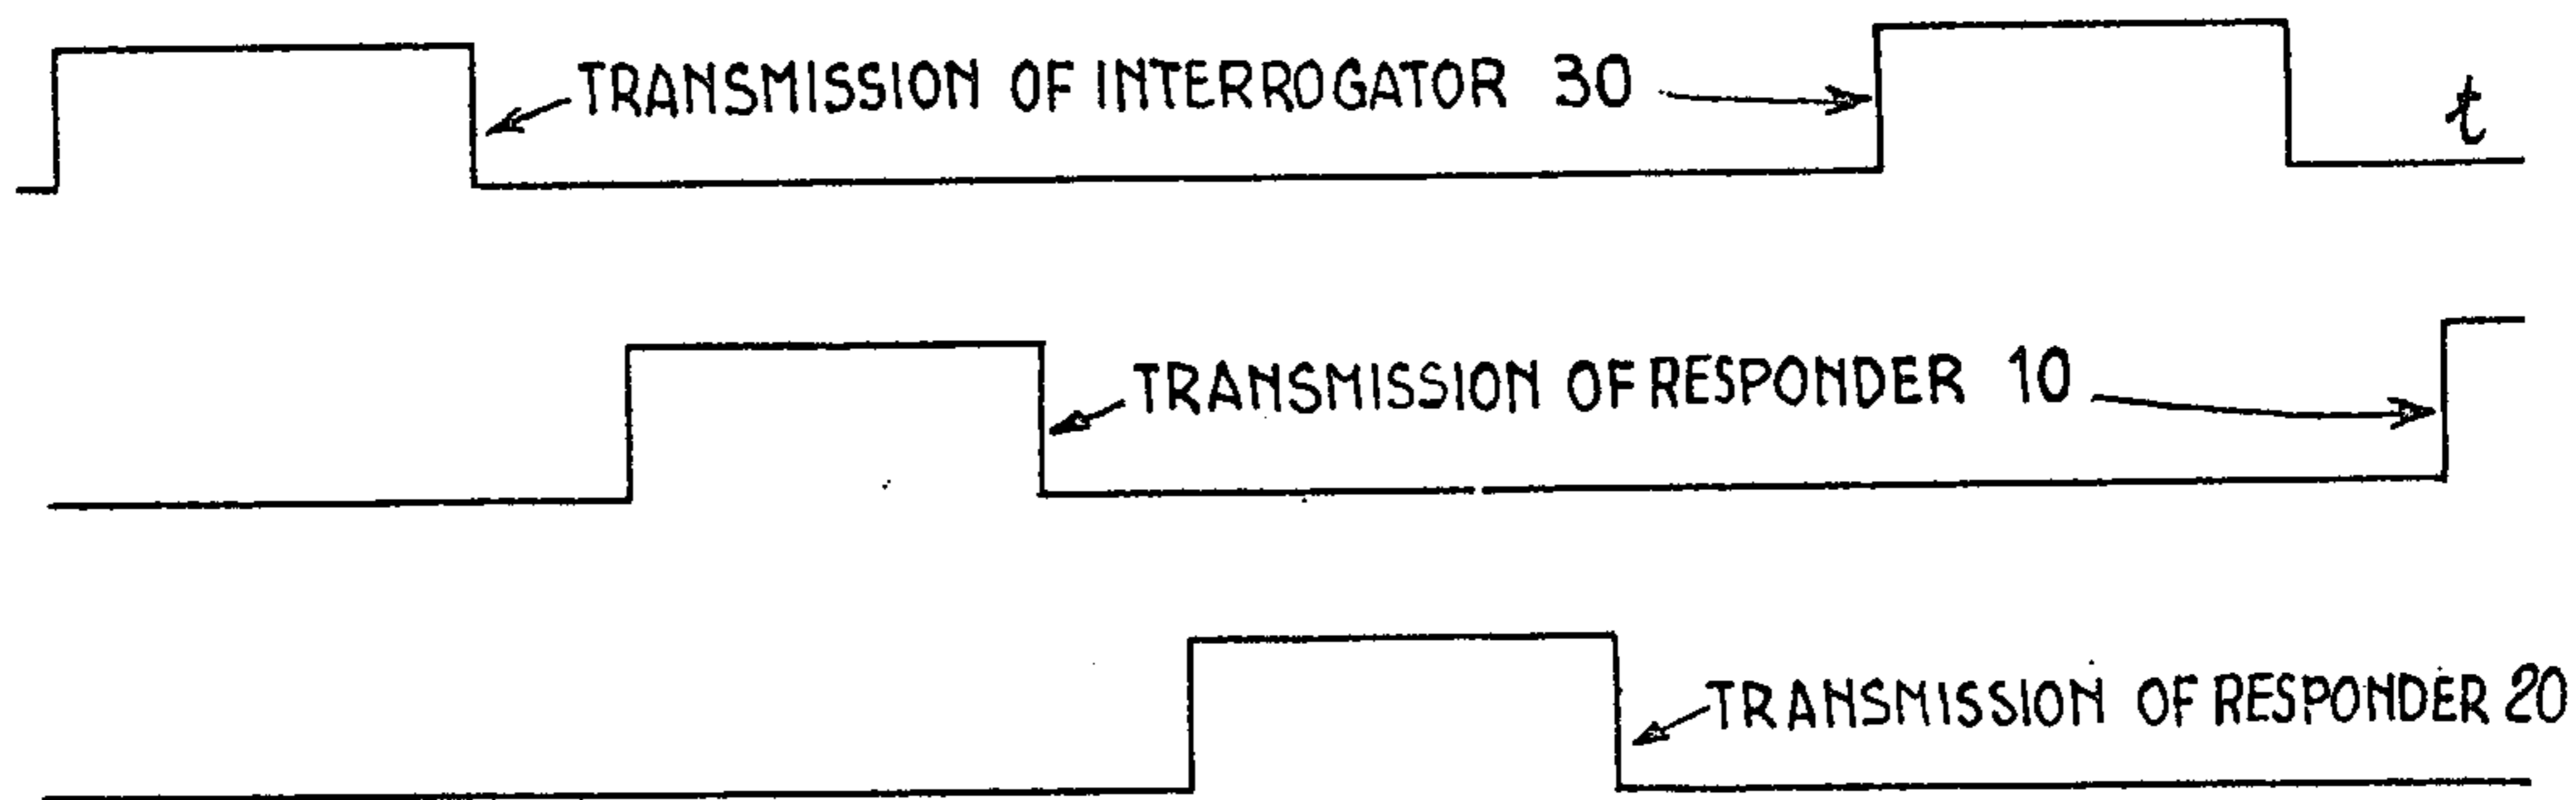 TRANSMISSION OF INTERROGATOR 30
t
TRANSMISSION OF RESPONDER 10
TRANSMISSION OF RESPONDER 20